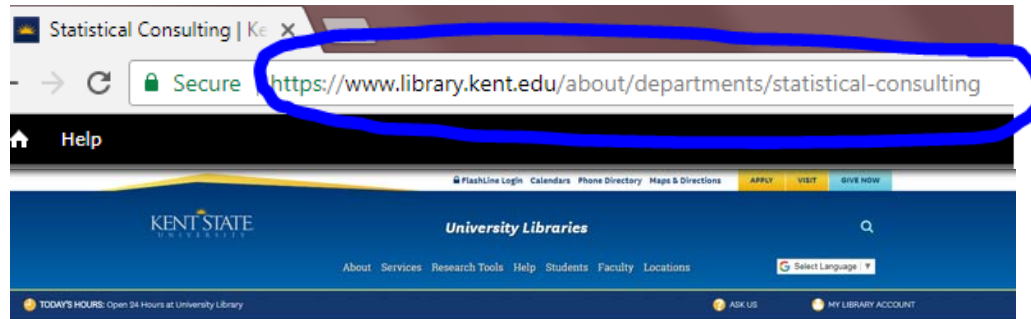 Statistical Consulting | Ke
Secure https://www.library.kent.edu/about/departments/statistical-consulting
Help
FlashLine Login Calendars Phone Directory Maps & Directions APPLY VISIT GIVE NOW
KENT STATE University Libraries
UNIVERSITY
About Services Research Tools Help Students Faculty Locations Select Language ▼
TODAY'S HOURS: Open 24 Hours at University Library ASK US MY LIBRARY ACCOUNT